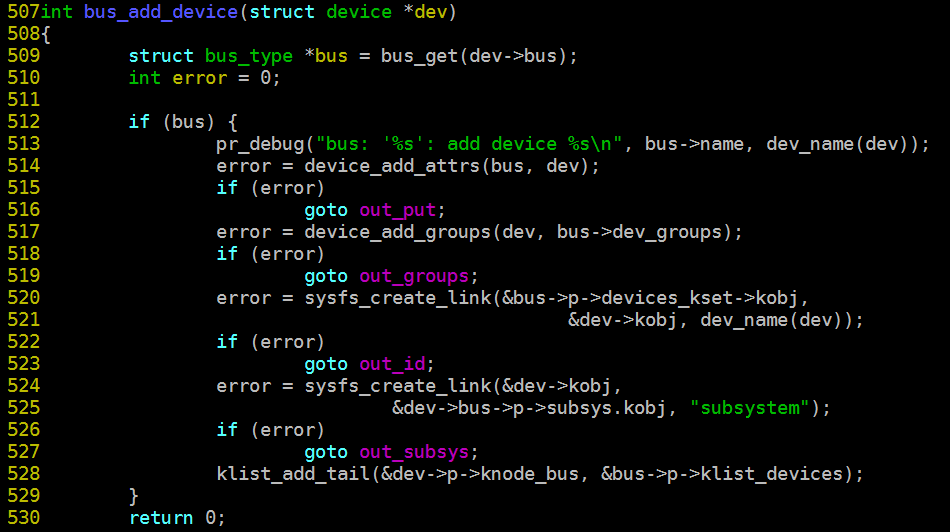 507int bus_add_device(struct device *dev)
508{
509        struct bus_type *bus = bus_get(dev->bus);
510        int error = 0;
511
512        if (bus) {
513                pr_debug("bus: '%s': add device %s\n", bus->name, dev_name(dev));
514                error = device_add_attrs(bus, dev);
515                if (error)
516                        goto out_put;
517                error = device_add_groups(dev, bus->dev_groups);
518                if (error)
519                        goto out_groups;
520                error = sysfs_create_link(&bus->p->devices_kset->kobj,
521                                                &dev->kobj, dev_name(dev));
522                if (error)
523                        goto out_id;
524                error = sysfs_create_link(&dev->kobj,
525                                &dev->bus->p->subsys.kobj, "subsystem");
526                if (error)
527                        goto out_subsys;
528                klist_add_tail(&dev->p->knode_bus, &bus->p->klist_devices);
529        }
530        return 0;